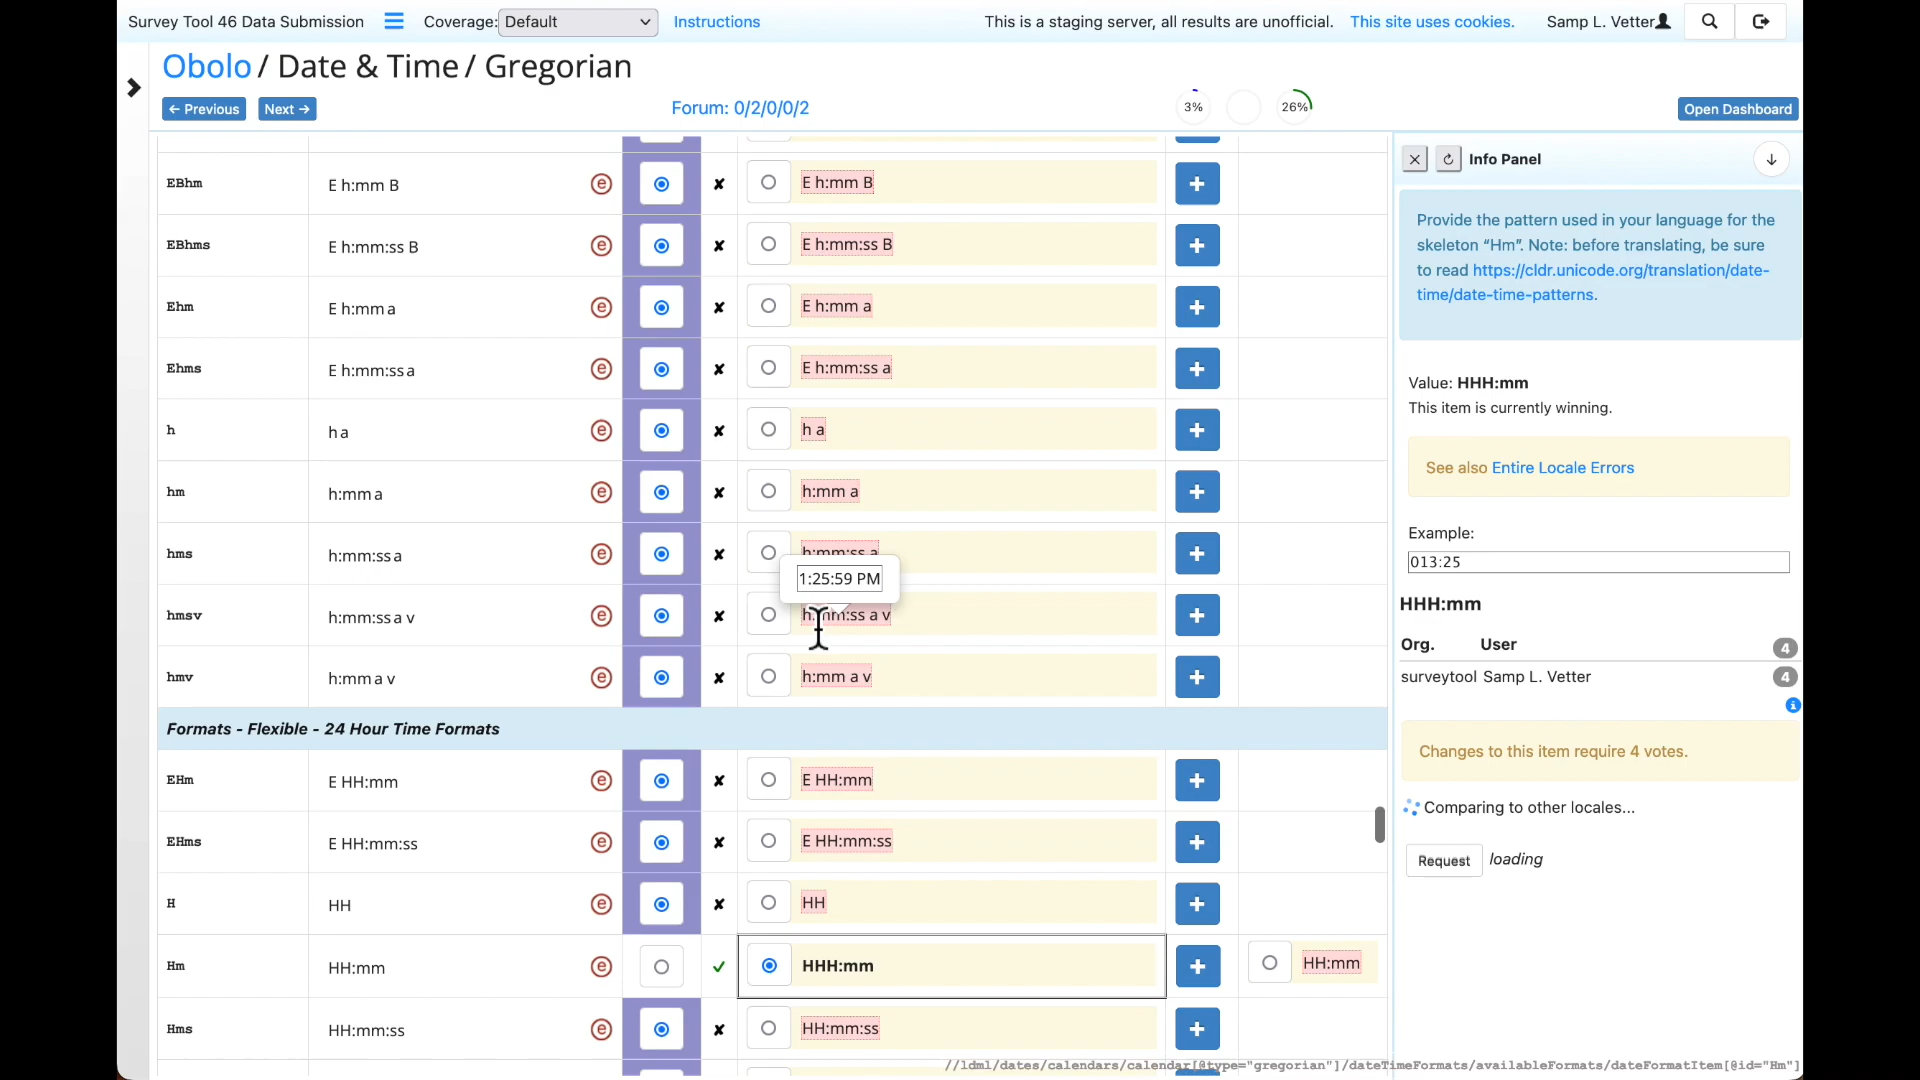 Survey Tool 46 Data Submission Coverage: Default Instructions This is a staging server, all results are unofficial. This site uses cookies. Samp L. Vetter
Obolo / Date & Time / Gregorian
← Previous Next → Forum: 0/2/0/0/2 3% 26% Open Dashboard
EBhm E h:mm B ⓔ ✘ E h:mm B
EBhms E h:mm:ss B ⓔ ✘ E h:mm:ss B
Ehm E h:mm a ⓔ ✘ E h:mm a
Ehms E h:mm:ss a ⓔ ✘ E h:mm:ss a
h h a ⓔ ✘ h a
hm h:mm a ⓔ ✘ h:mm a
hms h:mm:ss a ⓔ ✘ h:mm:ss a
1:25:59 PM
hmsv h:mm:ss a v ⓔ ✘ h:mm:ss a v
hmv h:mm a v ⓔ ✘ h:mm a v
Formats - Flexible - 24 Hour Time Formats
EHm E HH:mm ⓔ ✘ E HH:mm
EHms E HH:mm:ss ⓔ ✘ E HH:mm:ss
H HH ⓔ ✘ HH
Hm HH:mm ⓔ ✓ HHH:mm HH:mm
Hms HH:mm:ss ⓔ ✘ HH:mm:ss
Info Panel
Provide the pattern used in your language for the
skeleton “Hm”. Note: before translating, be sure
to read https://cldr.unicode.org/translation/date-
time/date-time-patterns.
Value: HHH:mm
This item is currently winning.
See also Entire Locale Errors
Example:
013:25
HHH:mm
Org. User 4
surveytool Samp L. Vetter 4
Changes to this item require 4 votes.
Comparing to other locales...
Request loading
//ldml/dates/calendars/calendar[@type="gregorian"]/dateTimeFormats/availableFormats/dateFormatItem[@id="Hm"]